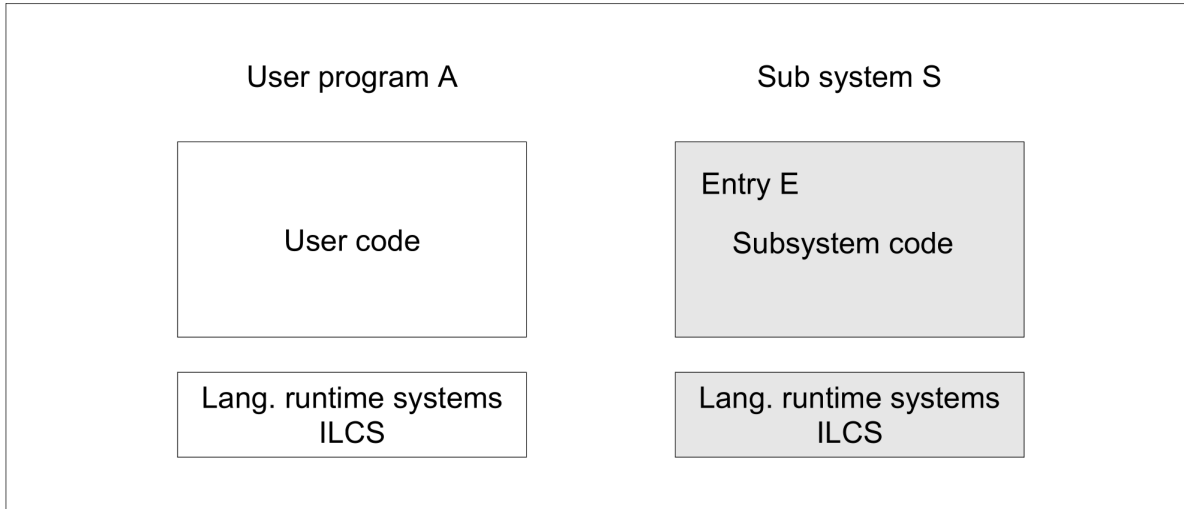 User program A
Sub system S
User code
Entry E
Subsystem code
Lang. runtime systems
ILCS
Lang. runtime systems
ILCS